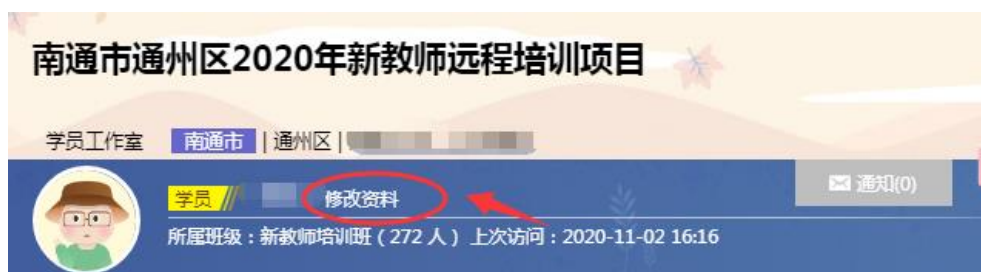 南通市通州区2020年新教师远程培训项目
学员工作室 南通市 | 通州区 |
通知(0)
学员 修改资料
所属班级：新教师培训班（272 人） 上次访问：2020-11-02 16:16